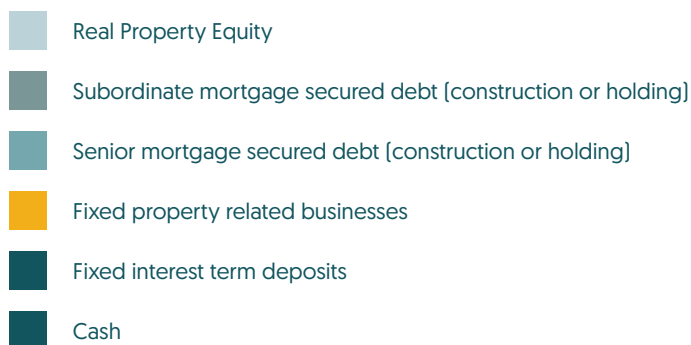 Real Property Equity
Subordinate mortgage secured debt (construction or holding)
Senior mortgage secured debt (construction or holding)
Fixed property related businesses
Fixed interest term deposits
Cash